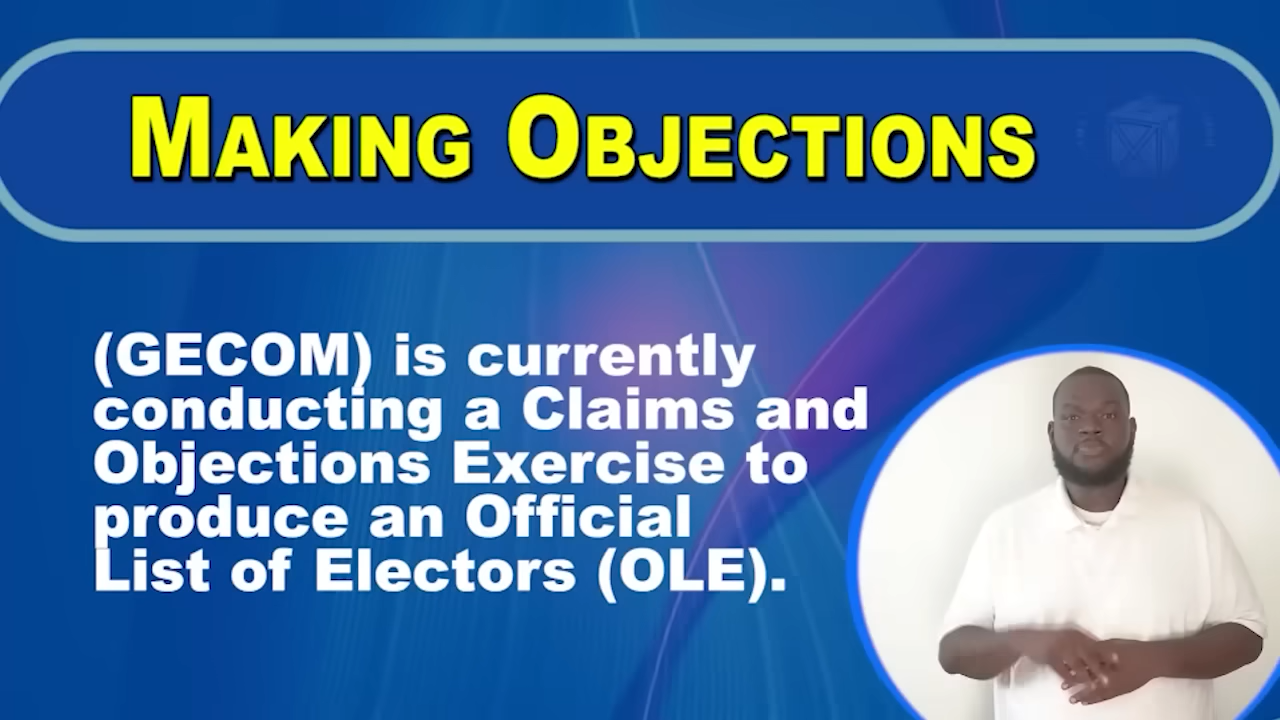 MAKING OBJECTIONS
(GECOM) is currently
conducting a Claims and
Objections Exercise to
produce an Official
List of Electors (OLE).